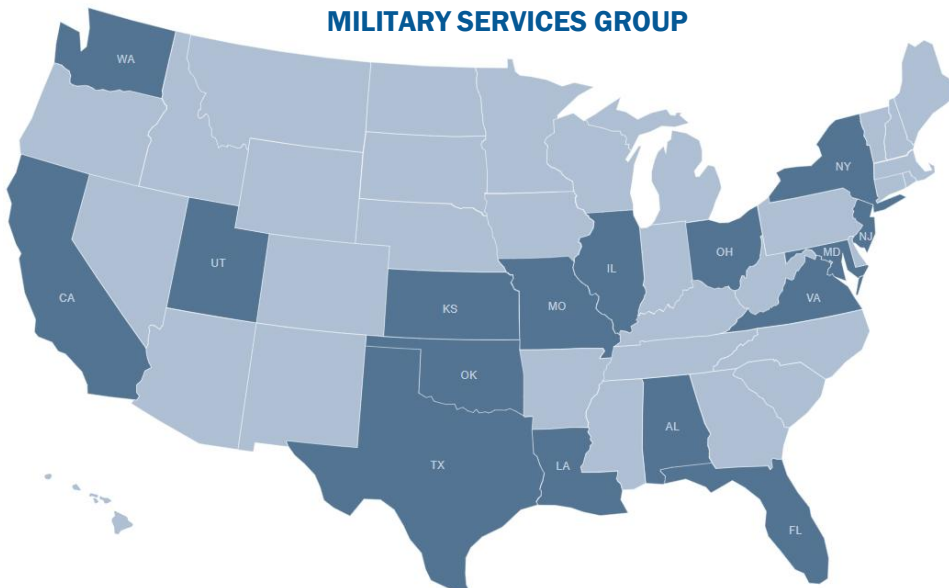 MILITARY SERVICES GROUP
WA
NY
NJ
OH
MD
UT
IL
CA
VA
KS
MO
OK
AL
TX
LA
FL